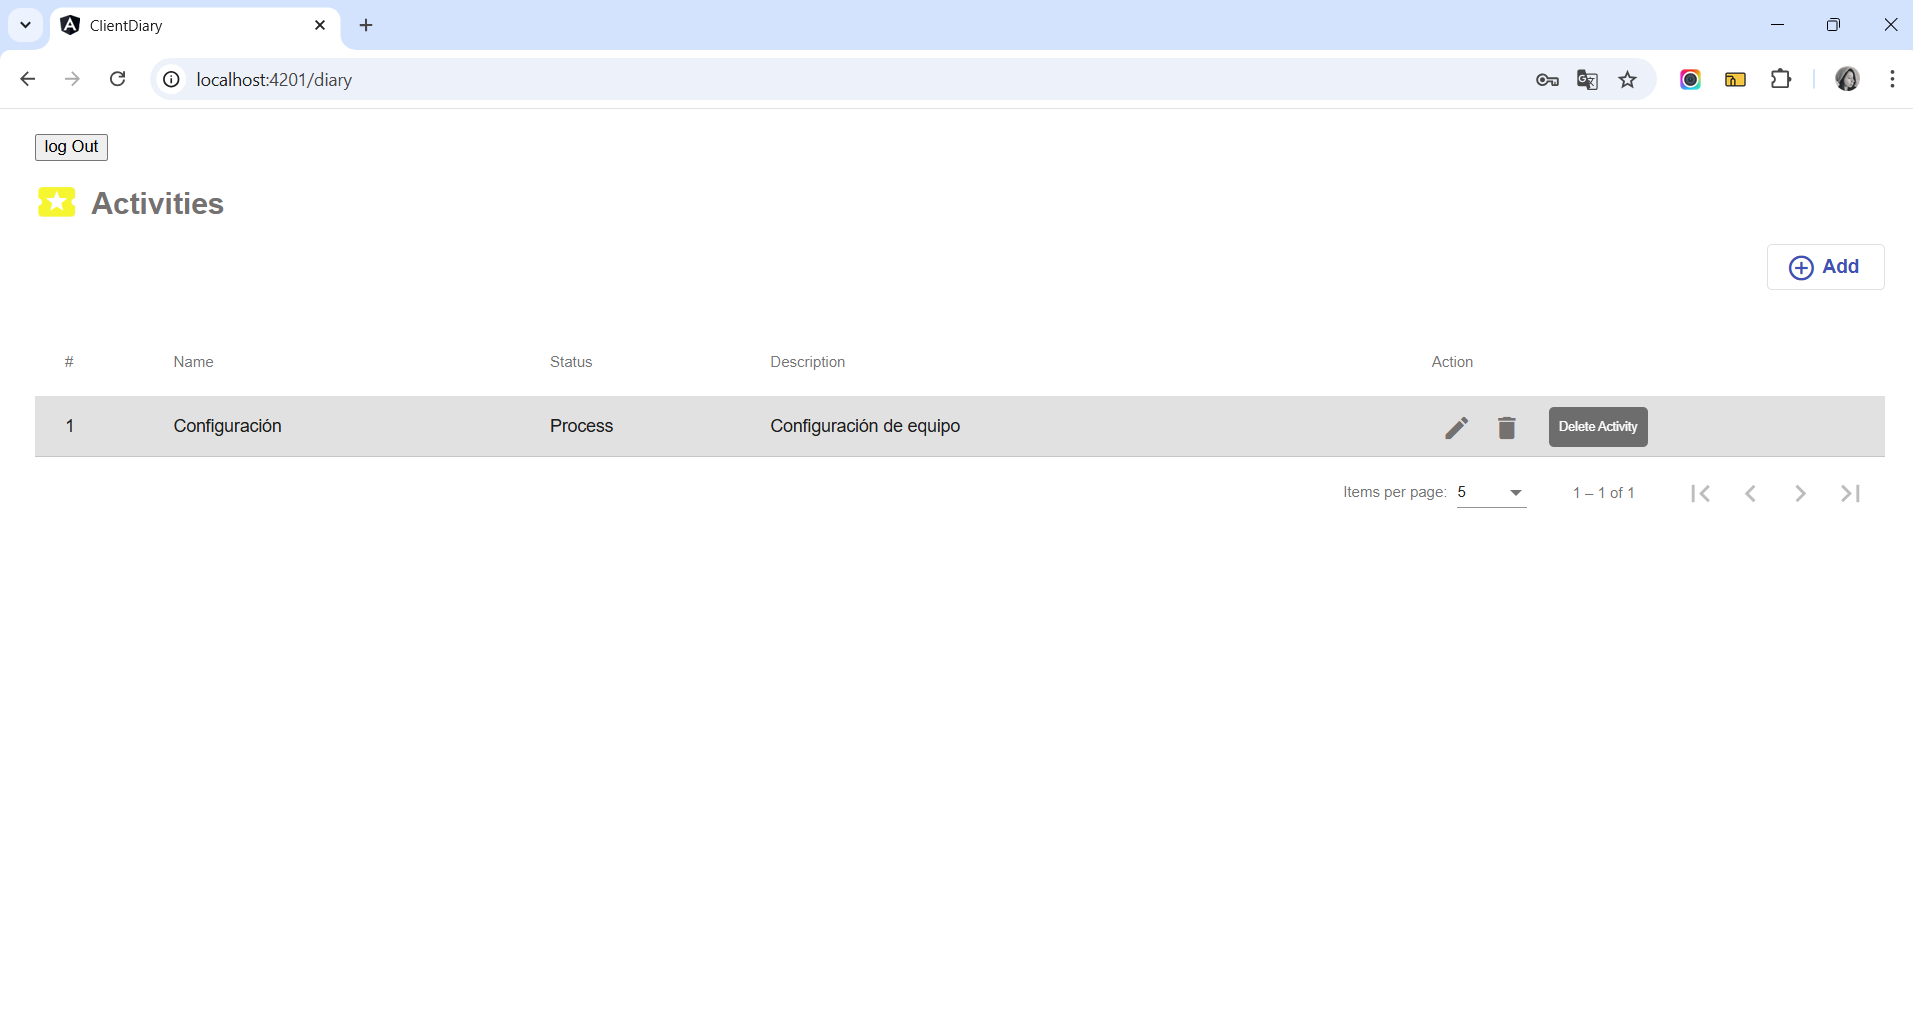 ClientDiary
localhost:4201/diary
log Out
Activities
Add
# Name Status Description Action
1 Configuración Process Configuración de equipo Delete Activity
Items per page: 5 1 – 1 of 1